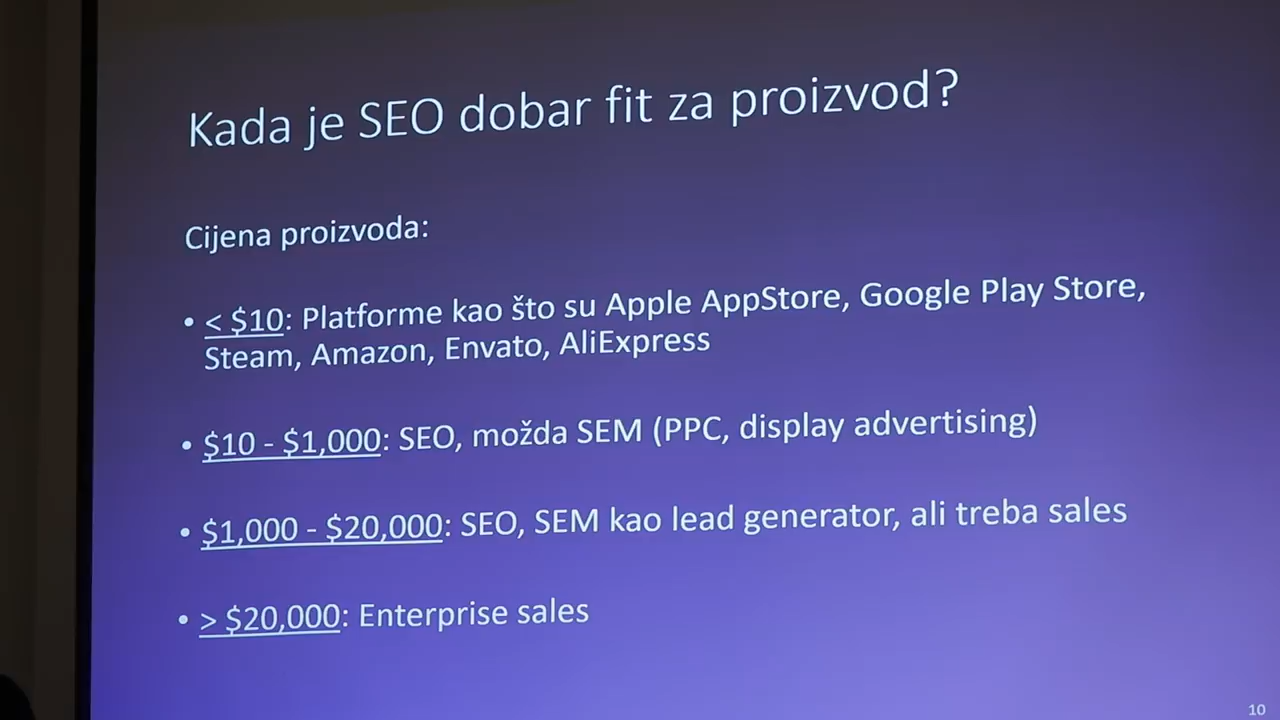 Kada je SEO dobar fit za proizvod?
Cijena proizvoda:
• < $10: Platforme kao što su Apple AppStore, Google Play Store,
Steam, Amazon, Envato, AliExpress
• $10 - $1,000: SEO, možda SEM (PPC, display advertising)
• $1,000 - $20,000: SEO, SEM kao lead generator, ali treba sales
• > $20,000: Enterprise sales
10